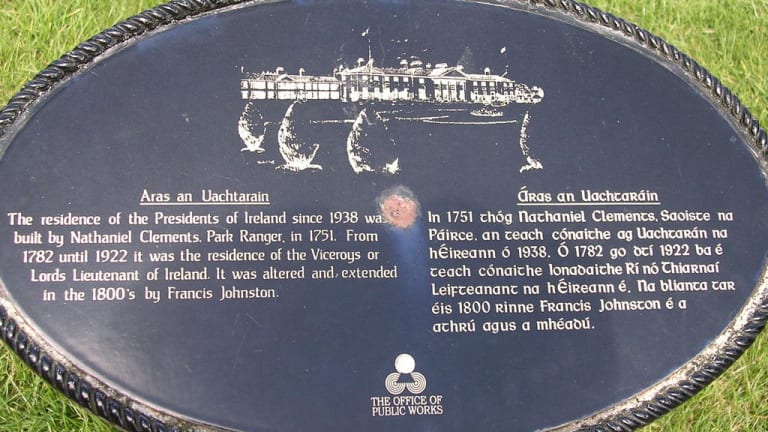 Aras an Uachtarain
The residence of the Presidents of Ireland since 1938 was
built by Nathaniel Clements, Park Ranger, in 1751. From
1782 until 1922 it was the residence of the Viceroys or
Lords Lieutenant of Ireland. It was altered and extended
in the 1800's by Francis Johnston.
Áras an Uachtaráin
In 1751 thóg Nathaniel Clements, Saoiste na
Páirce, an teach cónaithe ag Uachtarán na
hÉireann ó 1938. Ó 1782 go dtí 1922 ba é
teach cónaithe Ionadaithe Rí nó Thiarnaí
Leifteanant na hÉireann é. Na blianta tar
éis 1800 rinne Francis Johnston é a
athrú agus a mhéadú.
THE OFFICE OF
PUBLIC WORKS